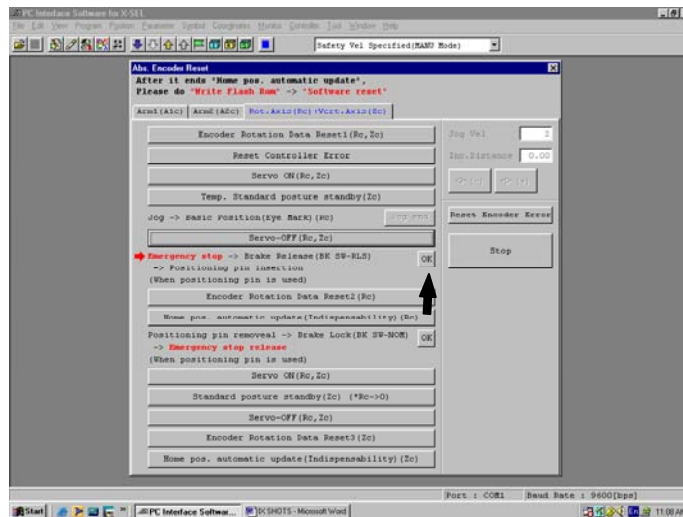 PC Interface Software for X-SEL
File Edit View Program Position Parameter Symbol Coordinates Monitor Controller Tool Window Help
Safety Vel Specified(MANU Mode)
Abs. Encoder Reset
After it ends "Home pos. automatic update",
Please do "Write Flash Rom" -> "Software reset"
Arm1(A1c) Arm2(A2c) Rot.Axis(Rc)+Vert.Axis(Zc)
Encoder Rotation Data Reset1(Rc,Zc)
Reset Controller Error
Servo ON(Rc,Zc)
Temp. Standard posture standby(Zc)
Jog -> Basic Position(Eye Mark)(Rc) Jog end
Servo-OFF(Rc,Zc)
Emergency stop -> Brake Release(BK SW-RLS) OK
-> Positioning pin insertion
(When positioning pin is used)
Encoder Rotation Data Reset2(Rc)
Home pos. automatic update(Indispensability)(Rc)
Positioning pin removeal -> Brake Lock(BK SW-NOM) OK
-> Emergency stop release
(When positioning pin is used)
Servo ON(Rc,Zc)
Standard posture standby(Zc) (*Rc->0)
Servo-OFF(Rc,Zc)
Encoder Rotation Data Reset3(Zc)
Home pos. automatic update(Indispensability)(Zc)
Jog Vel
Inc.Distance 0.00
Reset Encoder Error
Stop
Port : COM1 Baud Rate : 9600[bps]
Start PC Interface Softwar... IX SHOTS - Microsoft Word 11:08 AM